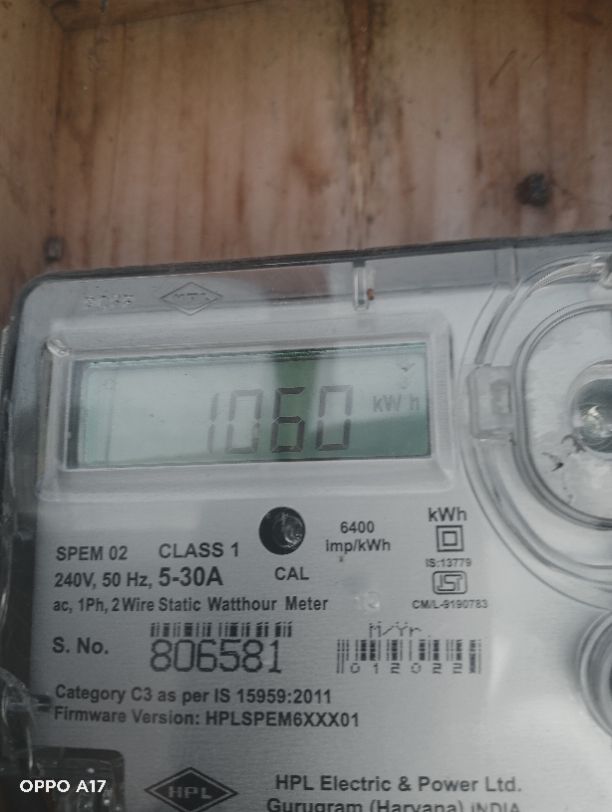 HPL
1060 kWh
6400
imp/kWh
kWh
SPEM 02 CLASS 1
CAL
IS:13779
240V, 50 Hz, 5-30A
ac, 1Ph, 2Wire Static Watthour Meter
CM/L-9190783
S. No.
806581
M/Yr.
012022
Category C3 as per IS 15959:2011
Firmware Version: HPLSPEM6XXX01
HPL
HPL Electric & Power Ltd.
Gurugram (Haryana) INDIA
OPPO A17